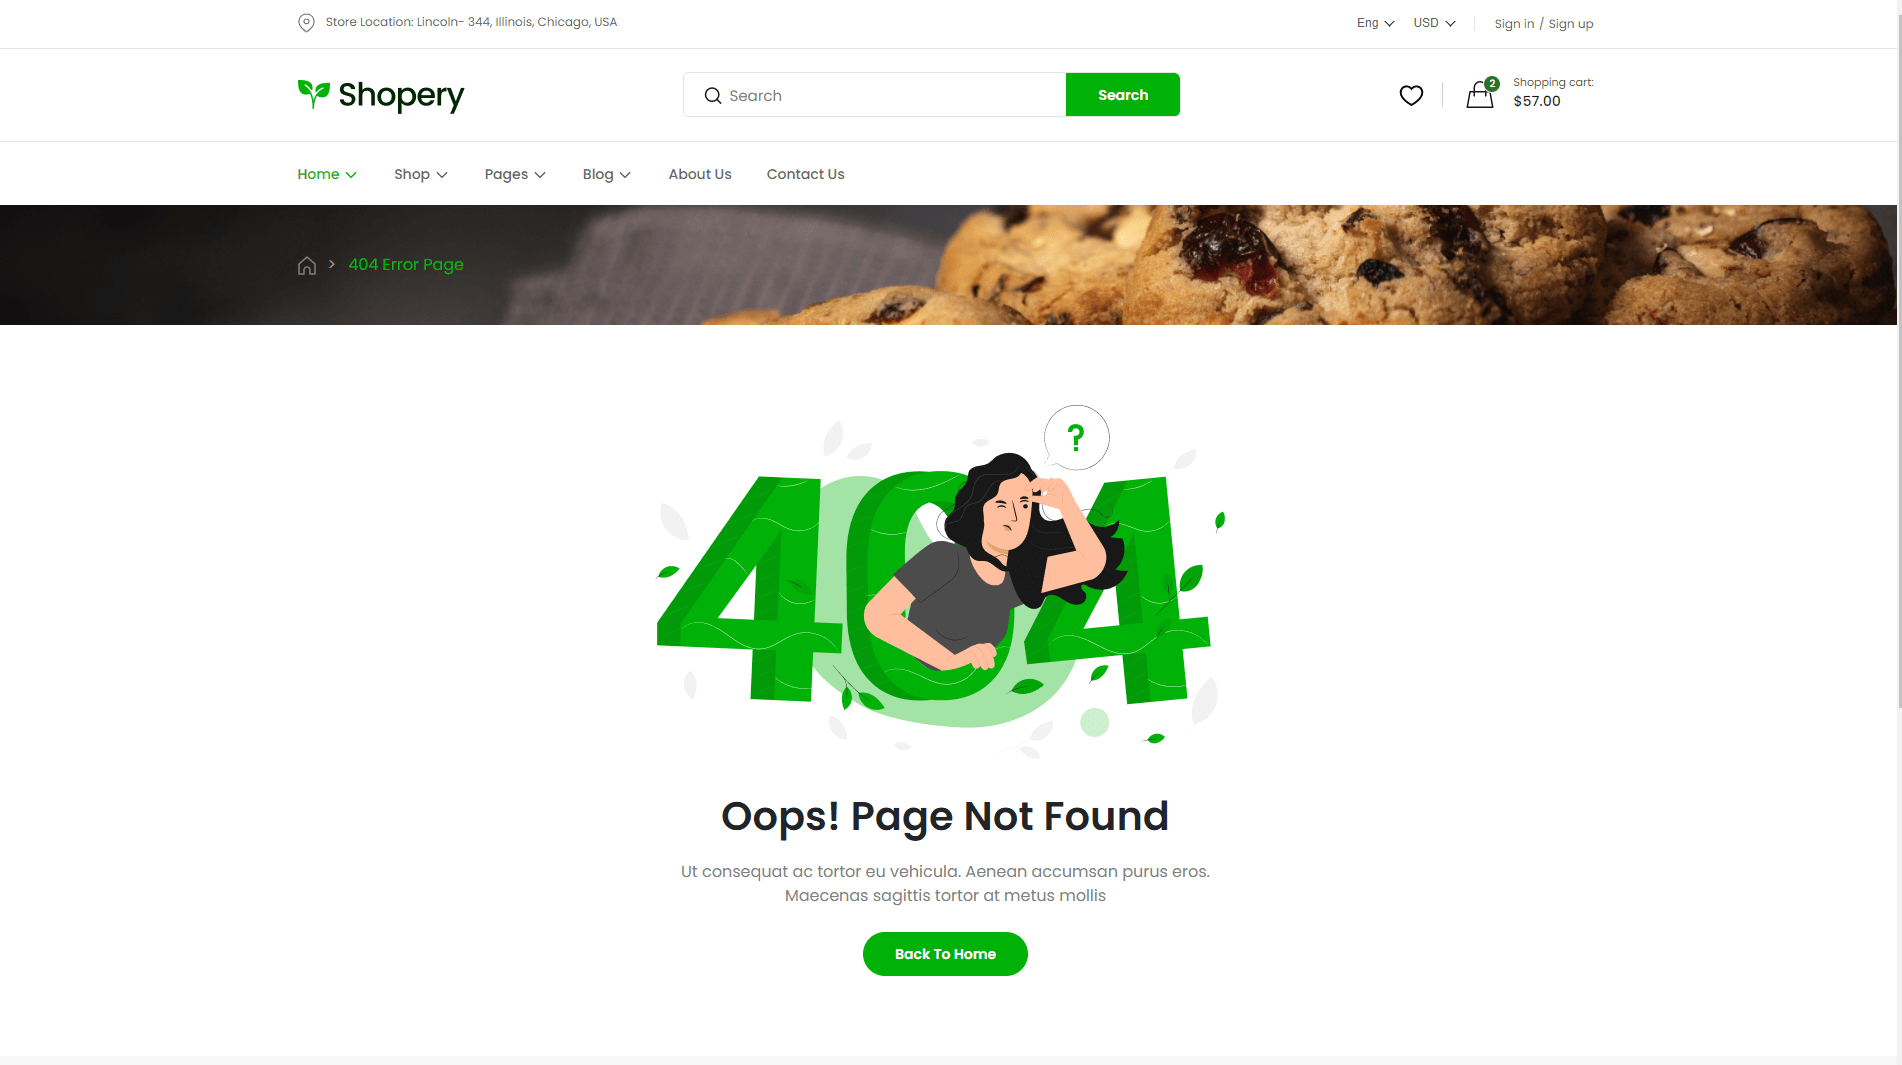 Store Location: Lincoln- 344, Illinois, Chicago, USA
Eng
USD
Sign in / Sign up
Shopery
Search
Search
2
Shopping cart:
$57.00
Home
Shop
Pages
Blog
About Us
Contact Us
> 404 Error Page
?
404
Oops! Page Not Found
Ut consequat ac tortor eu vehicula. Aenean accumsan purus eros.
Maecenas sagittis tortor at metus mollis
Back To Home